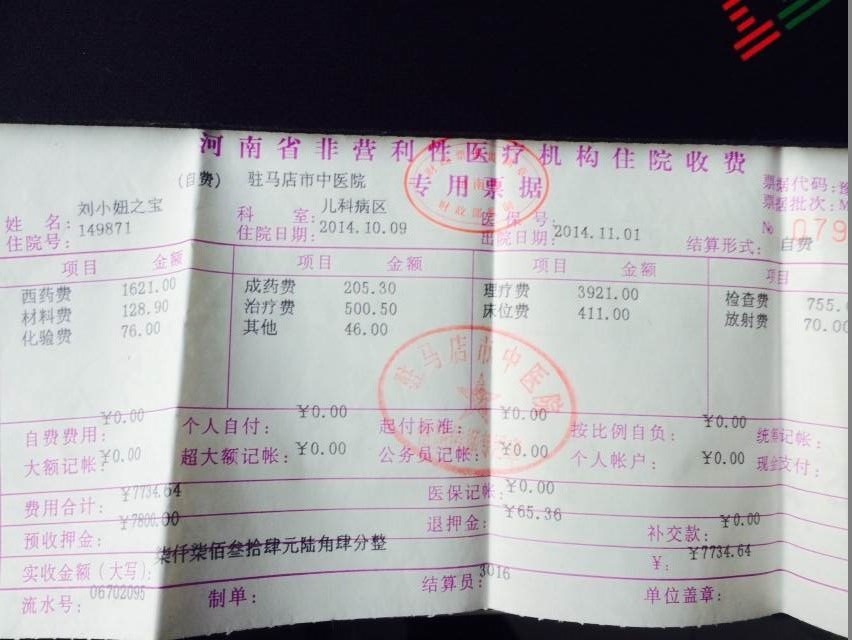 河南省非营利性医疗机构住院收费
(自费) 驻马店市中医院 专用票据 票据代码:豫
票据批次:M
姓名: 刘小妞之宝 科室: 儿科病区 医保号: № 079
住院号: 149871 住院日期: 2014.10.09 出院日期: 2014.11.01 结算形式: 自费
项目 金额 项目 金额 项目 金额 项目
西药费 1621.00 成药费 205.30 理疗费 3921.00 检查费 755.
材料费 128.90 治疗费 500.50 床位费 411.00 放射费 70.00
化验费 76.00 其他 46.00
驻马店市中医院
自费费用: ¥0.00 个人自付: ¥0.00 起付标准: ¥0.00 按比例自负: ¥0.00 统筹记帐:
大额记帐: ¥0.00 超大额记帐: ¥0.00 公务员记帐: ¥0.00 个人帐户: ¥0.00 现金支付:
费用合计: ¥7734.64 医保记帐: ¥0.00
预收押金: ¥7800.00 退押金: ¥65.36 补交款: ¥0.00
实收金额(大写): 柒仟柒佰叁拾肆元陆角肆分整 ¥: ¥7734.64
流水号: 06702095 制单: 结算员: 3016 单位盖章: